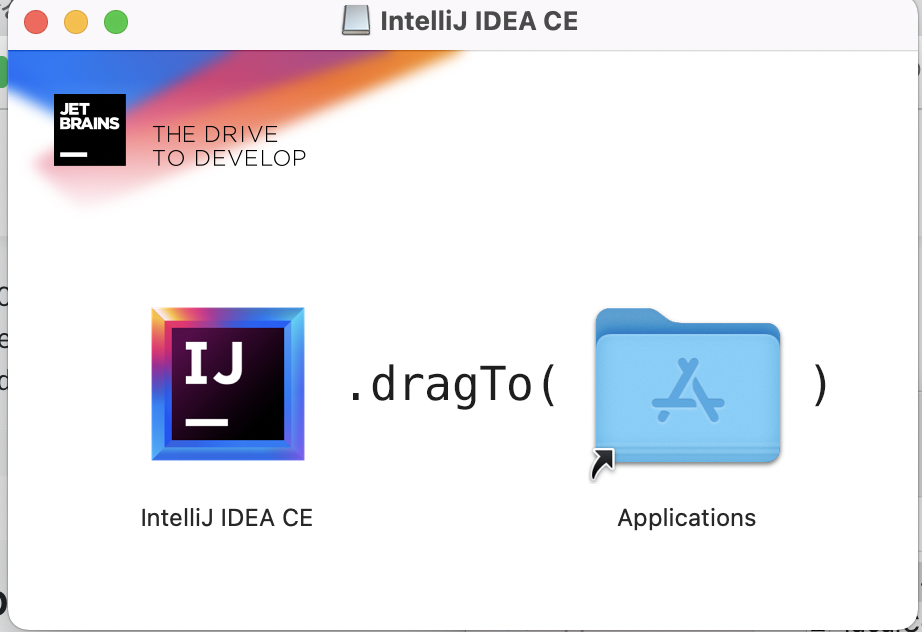 IntelliJ IDEA CE
JET
BRAINS
THE DRIVE
TO DEVELOP
IJ
.dragTo( )
IntelliJ IDEA CE
Applications